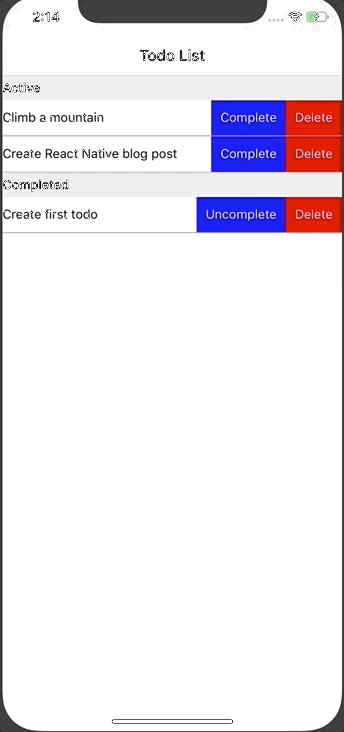 2:14
Todo List
Active
Climb a mountain Complete Delete
Create React Native blog post Complete Delete
Completed
Create first todo Uncomplete Delete